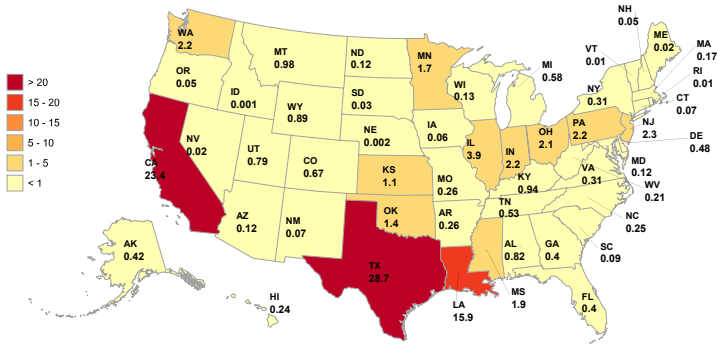 > 20
15 - 20
10 - 15
5 - 10
1 - 5
< 1
WA
2.2
OR
0.05
CA
23.4
NV
0.02
ID
0.001
MT
0.98
WY
0.89
UT
0.79
CO
0.67
AZ
0.12
NM
0.07
ND
0.12
SD
0.03
NE
0.002
KS
1.1
OK
1.4
TX
28.7
MN
1.7
IA
0.06
MO
0.26
AR
0.26
LA
15.9
WI
0.13
IL
3.9
MI
0.58
IN
2.2
OH
2.1
KY
0.94
TN
0.53
MS
1.9
AL
0.82
GA
0.4
FL
0.4
SC
0.09
NC
0.25
VA
0.31
WV
0.21
MD
0.12
DE
0.48
PA
2.2
NJ
2.3
NY
0.31
CT
0.07
RI
0.01
MA
0.17
VT
0.01
NH
0.05
ME
0.02
AK
0.42
HI
0.24